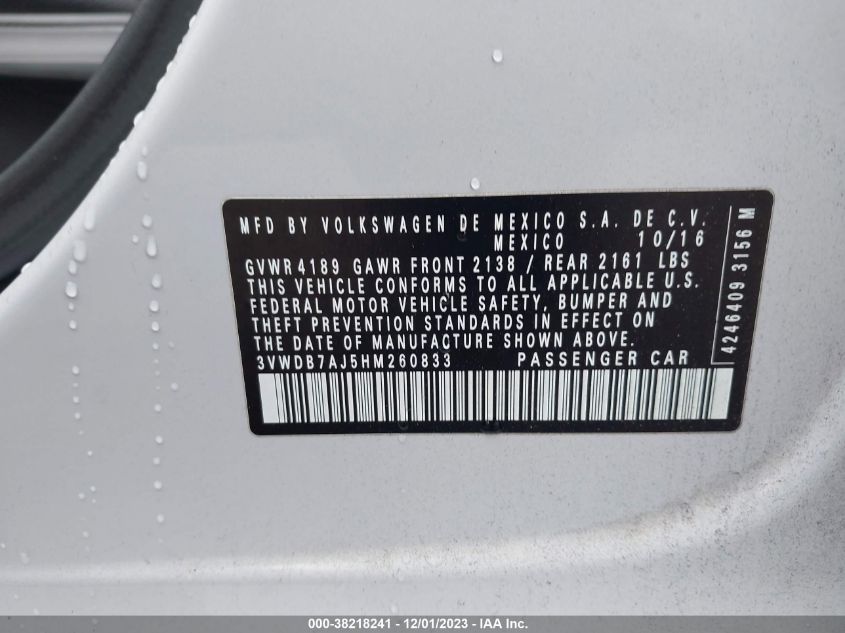 MFD BY VOLKSWAGEN DE MEXICO S.A. DE C.V.
MEXICO 10/16
GVWR 4189 GAWR FRONT 2138 / REAR 2161 LBS
THIS VEHICLE CONFORMS TO ALL APPLICABLE U.S.
FEDERAL MOTOR VEHICLE SAFETY, BUMPER AND
THEFT PREVENTION STANDARDS IN EFFECT ON
THE DATE OF MANUFACTURE SHOWN ABOVE.
3VWDB7AJ5HM260833 PASSENGER CAR
4246409 3156 M
000-38218241 - 12/01/2023 - IAA Inc.